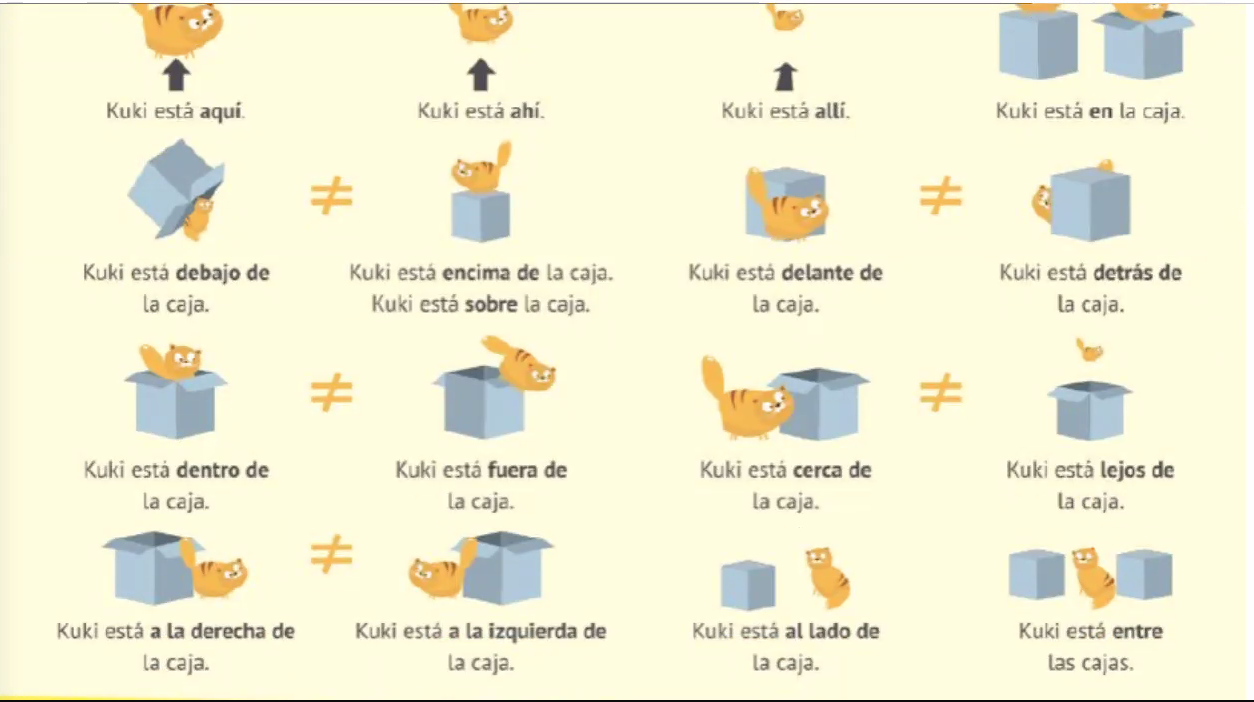 Kuki está aquí.
Kuki está ahí.
Kuki está allí.
Kuki está en la caja.
Kuki está debajo de
la caja.
Kuki está encima de la caja.
Kuki está sobre la caja.
Kuki está delante de
la caja.
Kuki está detrás de
la caja.
Kuki está dentro de
la caja.
Kuki está fuera de
la caja.
Kuki está cerca de
la caja.
Kuki está lejos de
la caja.
Kuki está a la derecha de
la caja.
Kuki está a la izquierda de
la caja.
Kuki está al lado de
la caja.
Kuki está entre
las cajas.